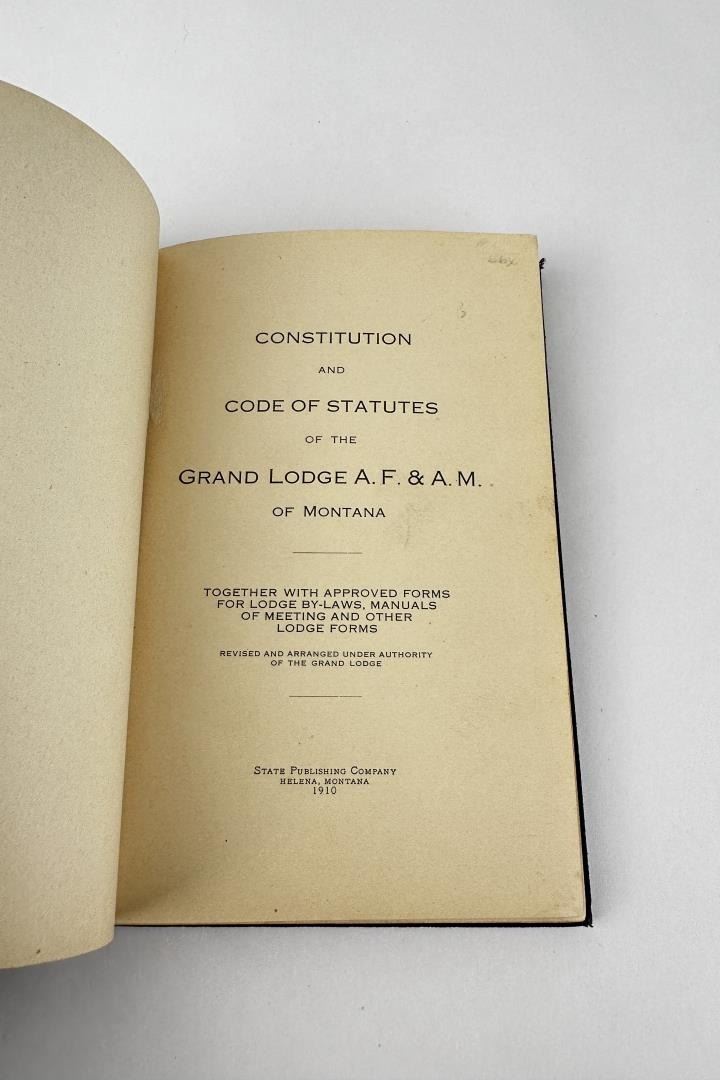 CONSTITUTION
AND
CODE OF STATUTES
OF THE
GRAND LODGE A. F. & A. M.
OF MONTANA
TOGETHER WITH APPROVED FORMS
FOR LODGE BY-LAWS, MANUALS
OF MEETING AND OTHER
LODGE FORMS
REVISED AND ARRANGED UNDER AUTHORITY
OF THE GRAND LODGE
STATE PUBLISHING COMPANY
HELENA, MONTANA
1910